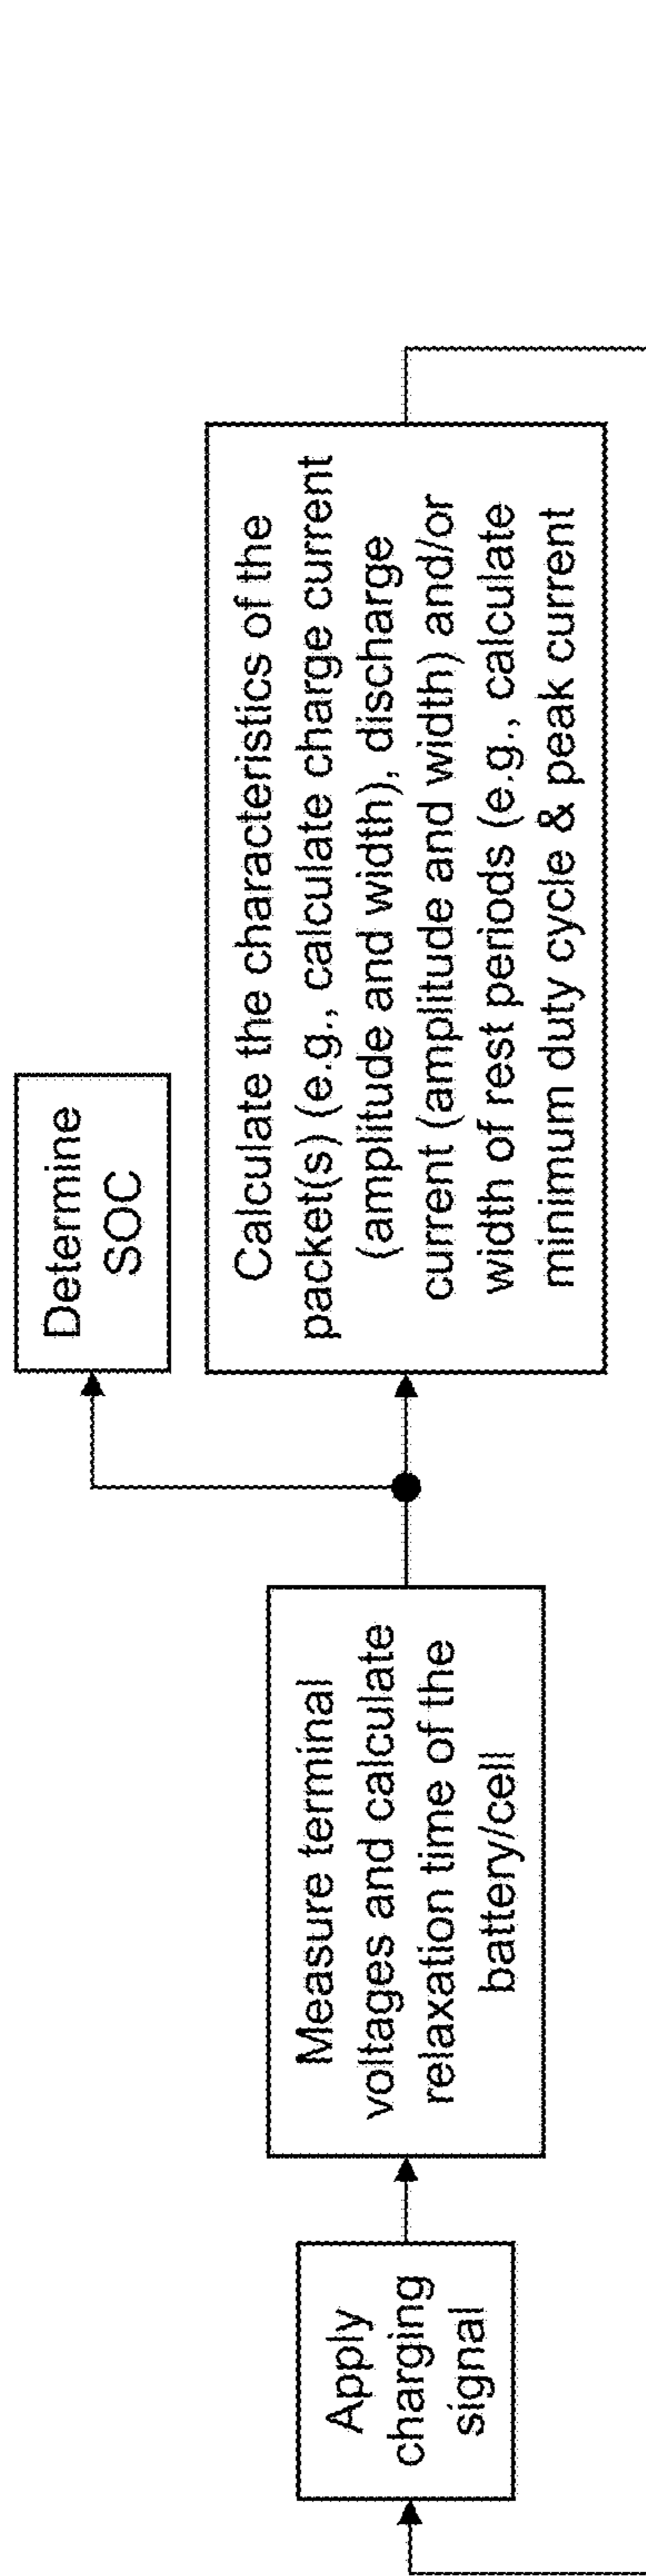 Apply
charging
signal
Measure terminal
voltages and calculate
relaxation time of the
battery/cell
Determine
SOC
Calculate the characteristics of the
packet(s) (e.g., calculate charge current
(amplitude and width), discharge
current (amplitude and width) and/or
width of rest periods (e.g., calculate
minimum duty cycle & peak current